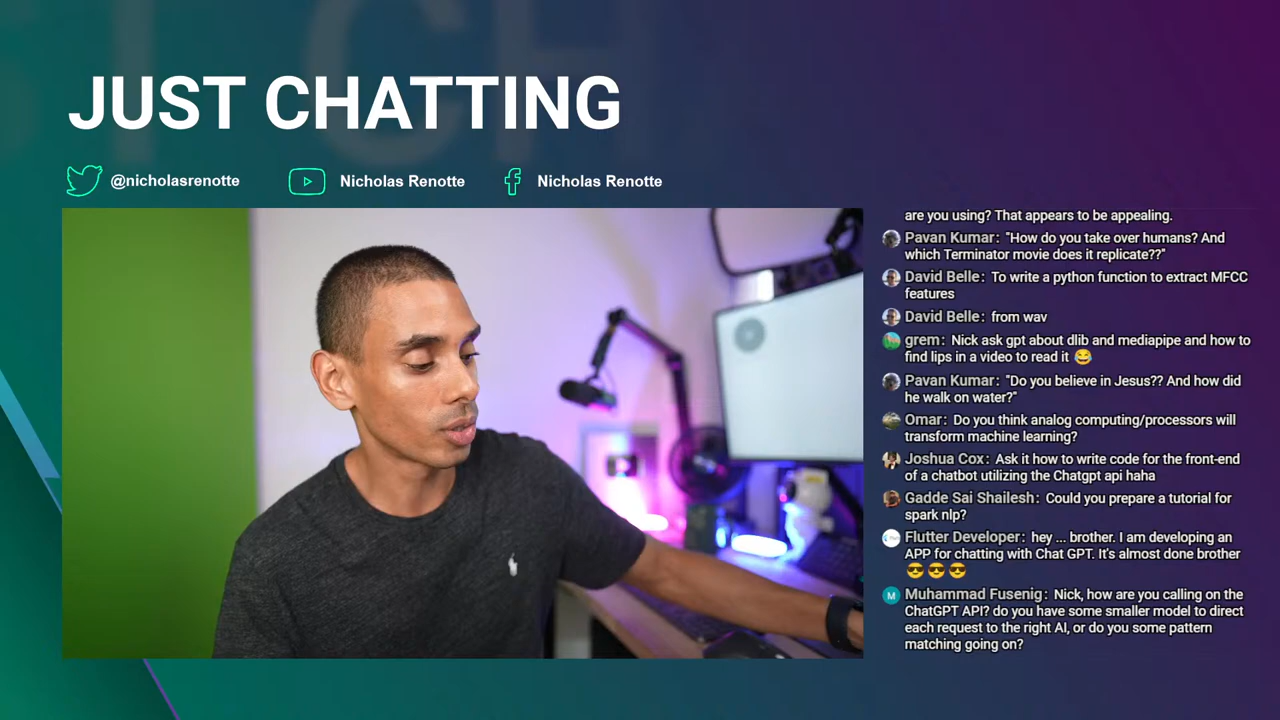 JUST CHATTING
@nicholasrenotte
Nicholas Renotte
Nicholas Renotte
are you using? That appears to be appealing.
Pavan Kumar: "How do you take over humans? And
which Terminator movie does it replicate??"
David Belle: To write a python function to extract MFCC
features
David Belle: from wav
grem: Nick ask gpt about dlib and mediapipe and how to
find lips in a video to read it 😂
Pavan Kumar: "Do you believe in Jesus?? And how did
he walk on water?"
Omar: Do you think analog computing/processors will
transform machine learning?
Joshua Cox: Ask it how to write code for the front-end
of a chatbot utilizing the Chatgpt api haha
Gadde Sai Shailesh: Could you prepare a tutorial for
spark nlp?
Flutter Developer: hey ... brother. I am developing an
APP for chatting with Chat GPT. It's almost done brother
😎😎😎
M
Muhammad Fusenig: Nick, how are you calling on the
ChatGPT API? do you have some smaller model to direct
each request to the right AI, or do you some pattern
matching going on?